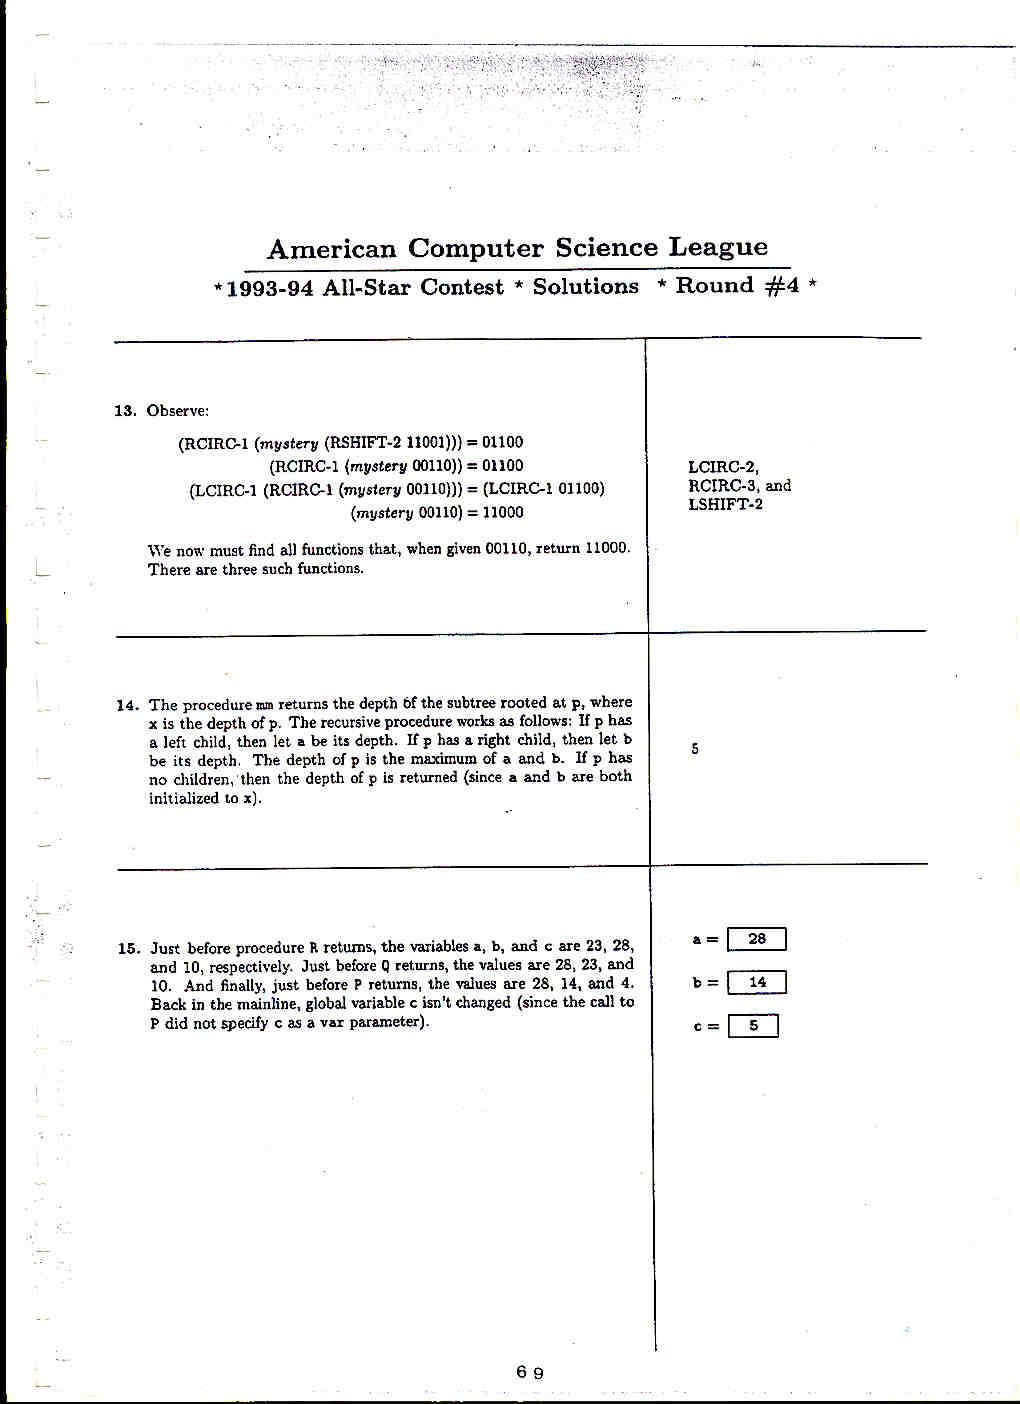 American Computer Science League
*1993-94 All-Star Contest * Solutions * Round #4 *
13. Observe:
(RCIRC-1 (mystery (RSHIFT-2 11001))) = 01100
(RCIRC-1 (mystery 00110)) = 01100
(LCIRC-1 (RCIRC-1 (mystery 00110))) = (LCIRC-1 01100)
(mystery 00110) = 11000
We now must find all functions that, when given 00110, return 11000.
There are three such functions.
LCIRC-2,
RCIRC-3, and
LSHIFT-2
14. The procedure mm returns the depth of the subtree rooted at p, where
x is the depth of p. The recursive procedure works as follows: If p has
a left child, then let a be its depth. If p has a right child, then let b
be its depth. The depth of p is the maximum of a and b. If p has
no children, then the depth of p is returned (since a and b are both
initialized to x).
5
15. Just before procedure R returns, the variables a, b, and c are 23, 28,
and 10, respectively. Just before Q returns, the values are 28, 23, and
10. And finally, just before P returns, the values are 28, 14, and 4.
Back in the mainline, global variable c isn't changed (since the call to
P did not specify c as a var parameter).
a = 28
b = 14
c = 5
69